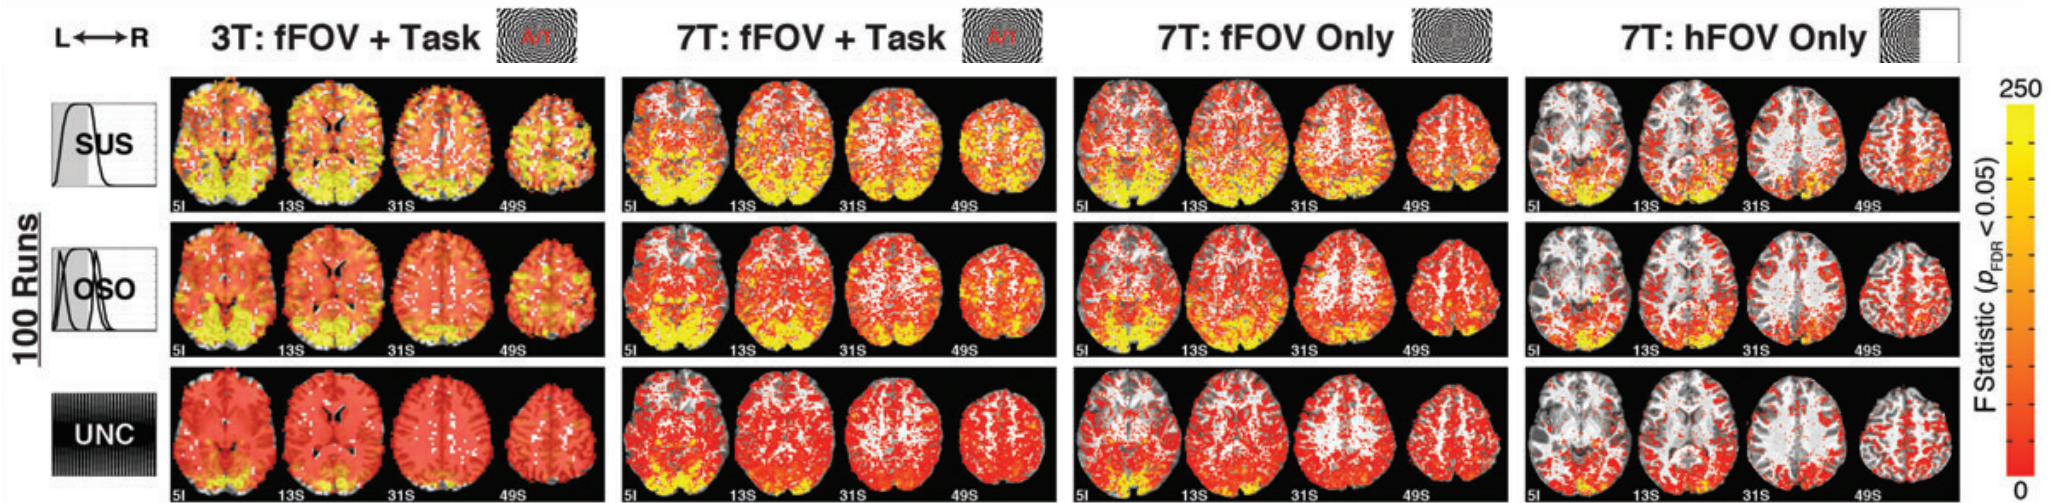 L↔R 3T: fFOV + Task A/1 7T: fFOV + Task A/1 7T: fFOV Only 7T: hFOV Only
100 Runs
SUS
5I 13S 31S 49S 5I 13S 31S 49S 5I 13S 31S 49S 5I 13S 31S 49S
OSO
5I 13S 31S 49S 5I 13S 31S 49S 5I 13S 31S 49S 5I 13S 31S 49S
UNC
5I 13S 31S 49S 5I 13S 31S 49S 5I 13S 31S 49S 5I 13S 31S 49S
250
F Statistic (pFDR < 0.05)
0